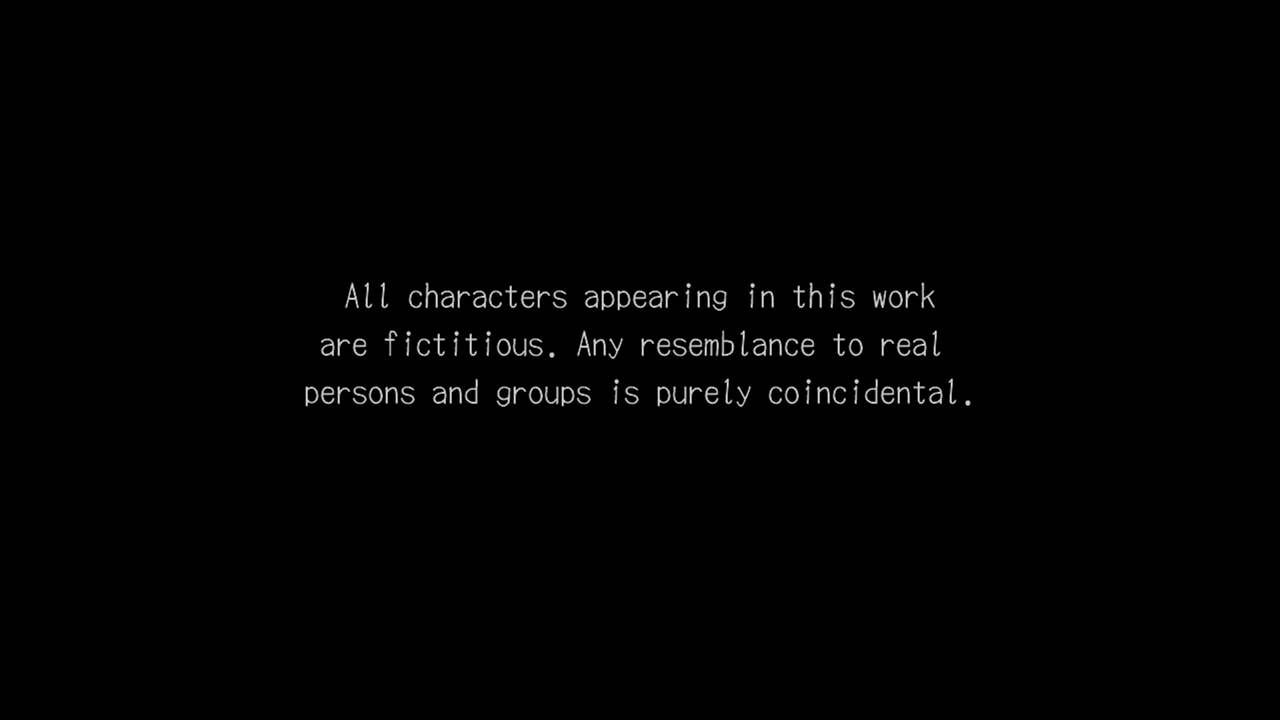 All characters appearing in this work
are fictitious. Any resemblance to real
persons and groups is purely coincidental.